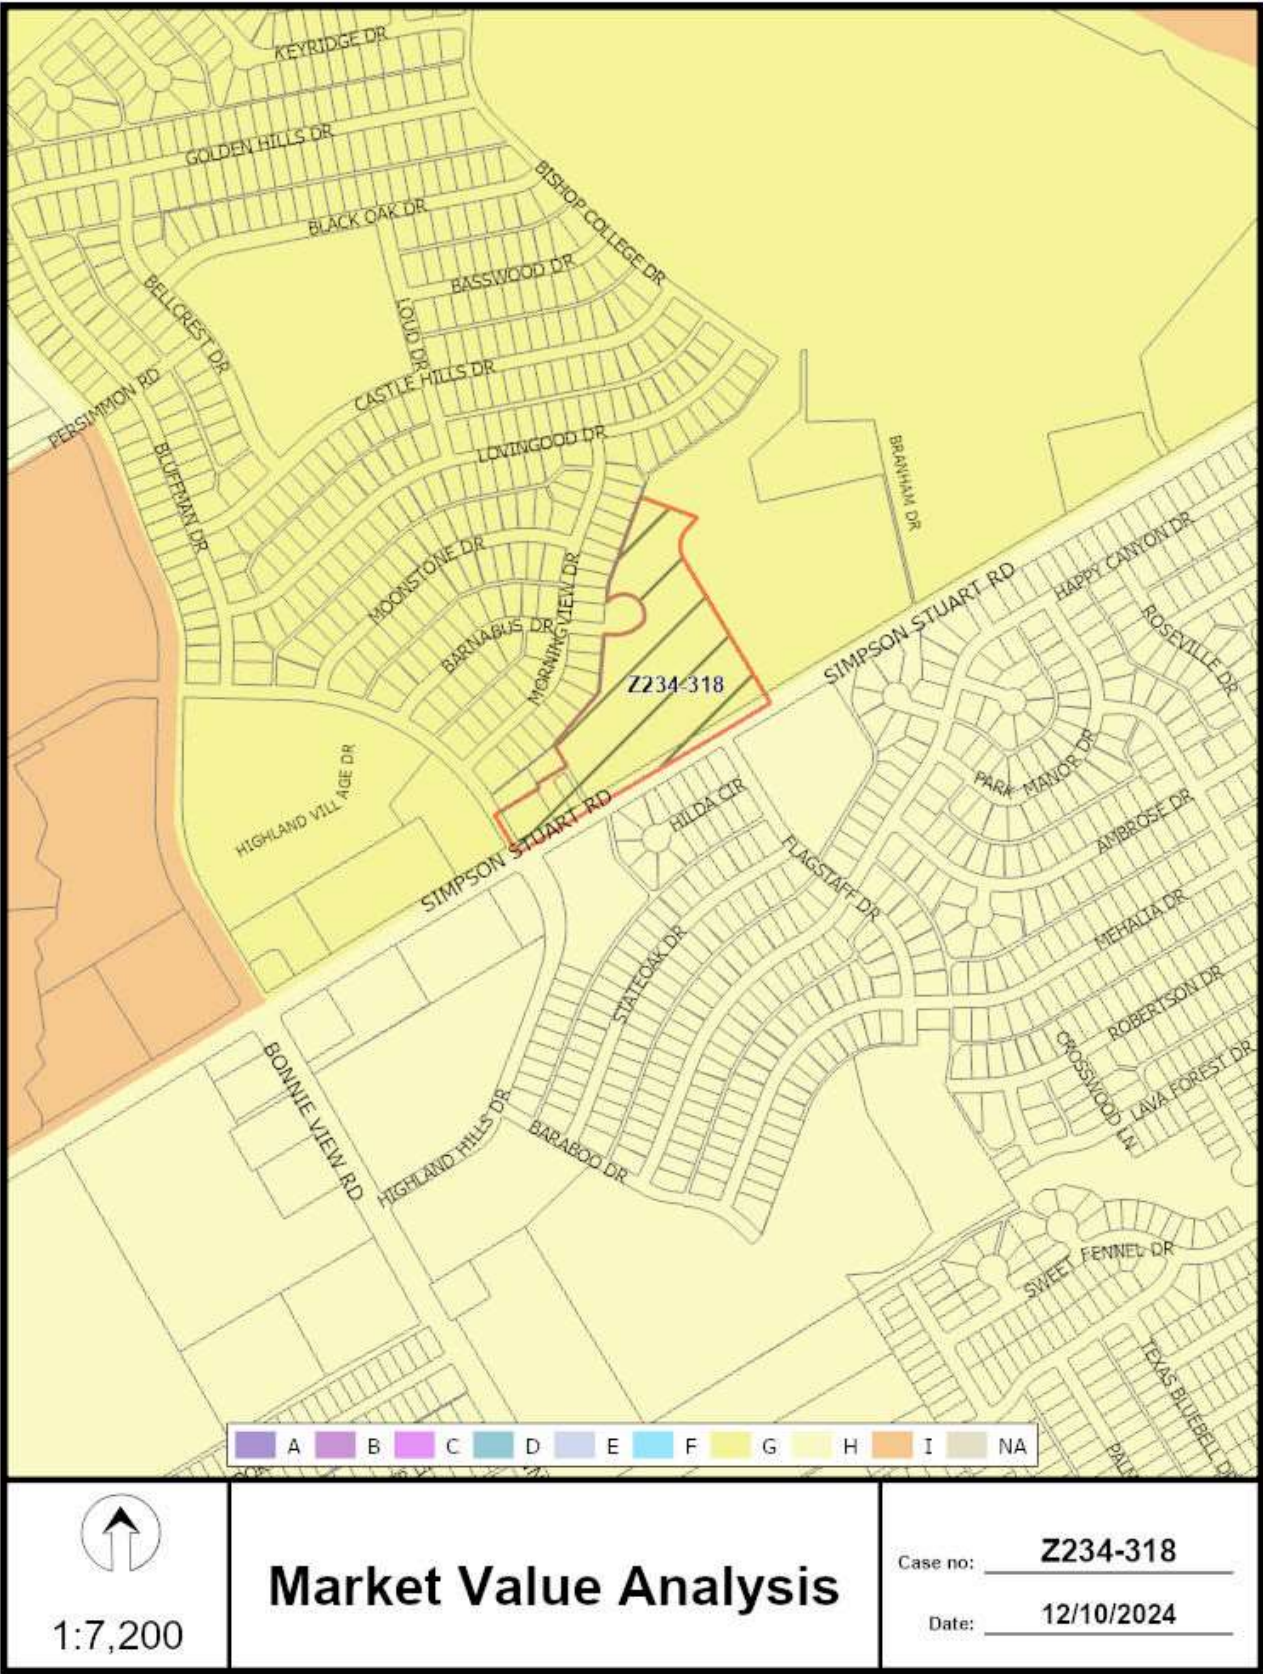 KEYRIDGE DR
GOLDEN HILLS DR
BISHOP COLLEGE DR
BLACK OAK DR
BASSWOOD DR
BELLCREST DR
LOUD DR
CASTLE HILLS DR
PERSIMMON RD
LOVINGOOD DR
BLUFFMAN DR
BRANHAM DR
MOONSTONE DR
HAPPY CANYON DR
SIMPSON STUART RD
ROSEVILLE DR
BARNABUS DR
MORNINGVIEW DR
Z234-318
HIGHLAND VILLAGE DR
PARK MANOR DR
HILDA CIR
AMBROSE DR
SIMPSON STUART RD
FLAGSTAFF DR
MEHALIA DR
STATEOAK DR
ROBERTSON DR
BONNIE VIEW RD
CROSSWOOD LN
LAVA FOREST DR
HIGHLAND HILLS DR
BARABOO DR
SWEET FENNEL DR
TEXAS BLUEBELL DR
A B C D E F G H I NA
1:7,200
Market Value Analysis
Case no: Z234-318
Date: 12/10/2024